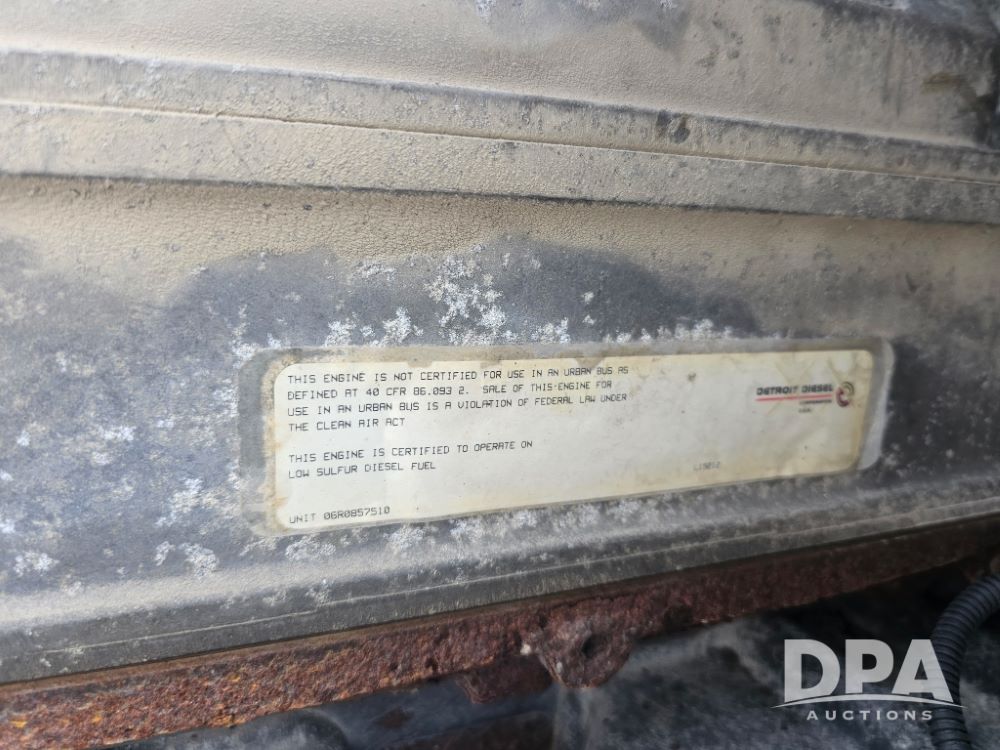 THIS ENGINE IS NOT CERTIFIED FOR USE IN AN URBAN BUS AS
DEFINED AT 40 CFR 86.093 2. SALE OF THIS ENGINE FOR
USE IN AN URBAN BUS IS A VIOLATION OF FEDERAL LAW UNDER
THE CLEAN AIR ACT
THIS ENGINE IS CERTIFIED TO OPERATE ON
LOW SULFUR DIESEL FUEL
UNIT 06R0857510
DETROIT DIESEL
CORPORATION
DPA
AUCTIONS